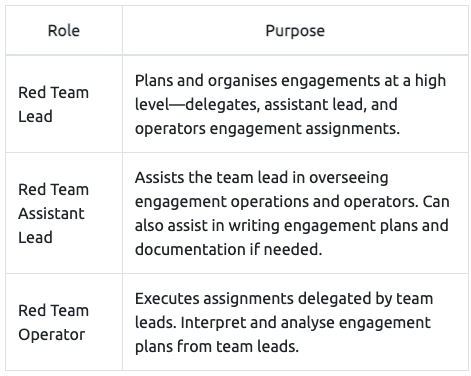 Role
Purpose
Red Team
Lead
Plans and organises engagements at a high
level—delegates, assistant lead, and
operators engagement assignments.
Red Team
Assistant
Lead
Assists the team lead in overseeing
engagement operations and operators. Can
also assist in writing engagement plans and
documentation if needed.
Red Team
Operator
Executes assignments delegated by team
leads. Interpret and analyse engagement
plans from team leads.